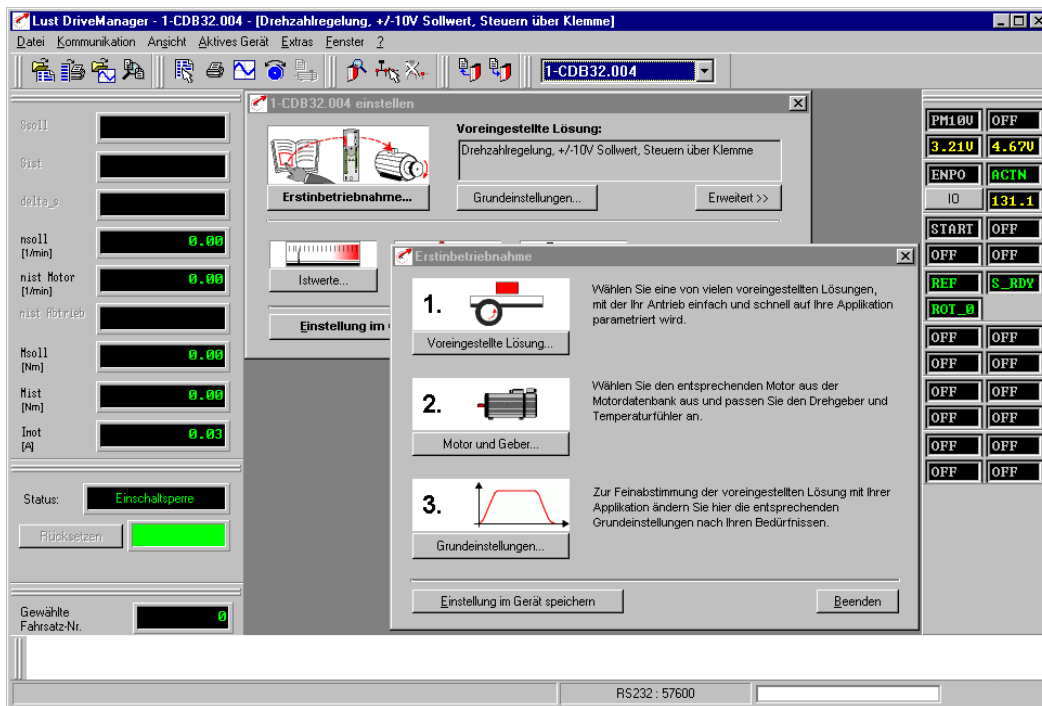 Lust DriveManager - 1-CDB32.004 - [Drehzahlregelung, +/-10V Sollwert, Steuern über Klemme]
Datei Kommunikation Ansicht Aktives Gerät Extras Fenster ?
1-CDB32.004
Ssoll
Sist
delta_s
nsoll
[1/min]
0.00
nist Motor
[1/min]
0.00
nist Abtrieb
Msoll
[Nm]
0.00
Mist
[Nm]
0.00
Imot
[A]
0.03
Status:
Einschaltsperre
Rücksetzen
Gewählte
Fahrsatz-Nr.
0
1-CDB32.004 einstellen
Erstinbetriebnahme...
Voreingestellte Lösung:
Drehzahlregelung, +/-10V Sollwert, Steuern über Klemme
Grundeinstellungen...
Erweitert >>
Istwerte...
Einstellung im
Erstinbetriebnahme
1.
Voreingestellte Lösung...
Wählen Sie eine von vielen voreingestellten Lösungen,
mit der Ihr Antrieb einfach und schnell auf Ihre Applikation
parametriert wird.
2.
Motor und Geber...
Wählen Sie den entsprechenden Motor aus der
Motordatenbank aus und passen Sie den Drehgeber und
Temperaturfühler an.
3.
Grundeinstellungen...
Zur Feinabstimmung der voreingestellten Lösung mit Ihrer
Applikation ändern Sie hier die entsprechenden
Grundeinstellungen nach Ihren Bedürfnissen.
Einstellung im Gerät speichern
Beenden
PM10V OFF
3.21V 4.67V
ENPO ACTN
IO 131.1
START OFF
OFF OFF
REF S_RDY
ROT_0
OFF OFF
OFF OFF
OFF OFF
OFF OFF
OFF OFF
OFF OFF
RS232 : 57600